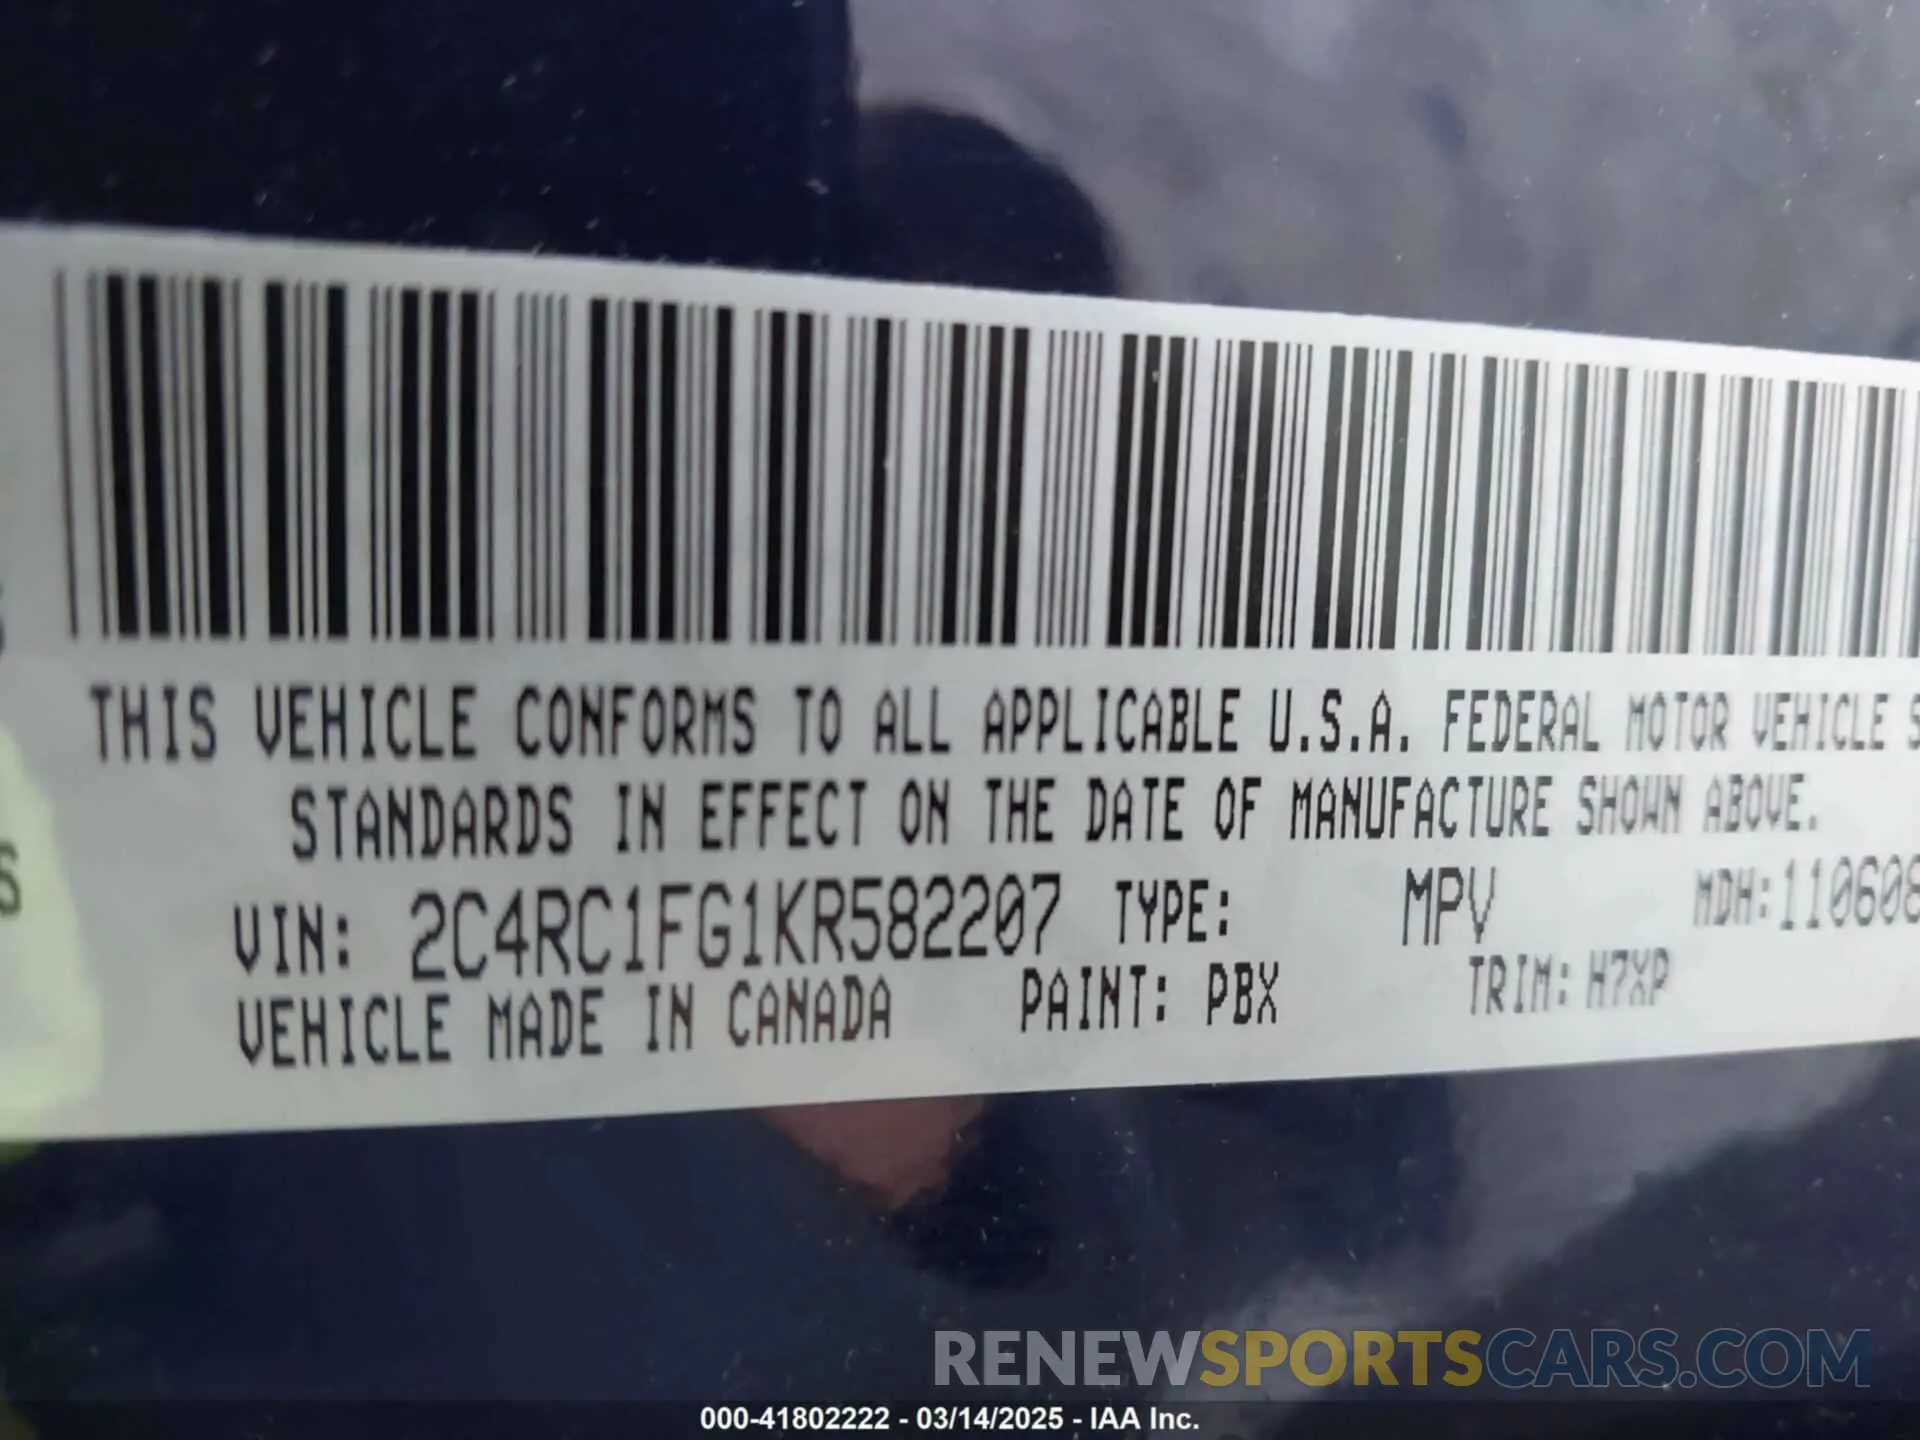 THIS VEHICLE CONFORMS TO ALL APPLICABLE U.S.A. FEDERAL MOTOR VEHICLE S
STANDARDS IN EFFECT ON THE DATE OF MANUFACTURE SHOWN ABOVE.
VIN: 2C4RC1FG1KR582207 TYPE: MPV MDH:110608
VEHICLE MADE IN CANADA PAINT: PBX TRIM: H7XP
RENEWSPORTSCARS.COM
000-41802222 - 03/14/2025 - IAA Inc.